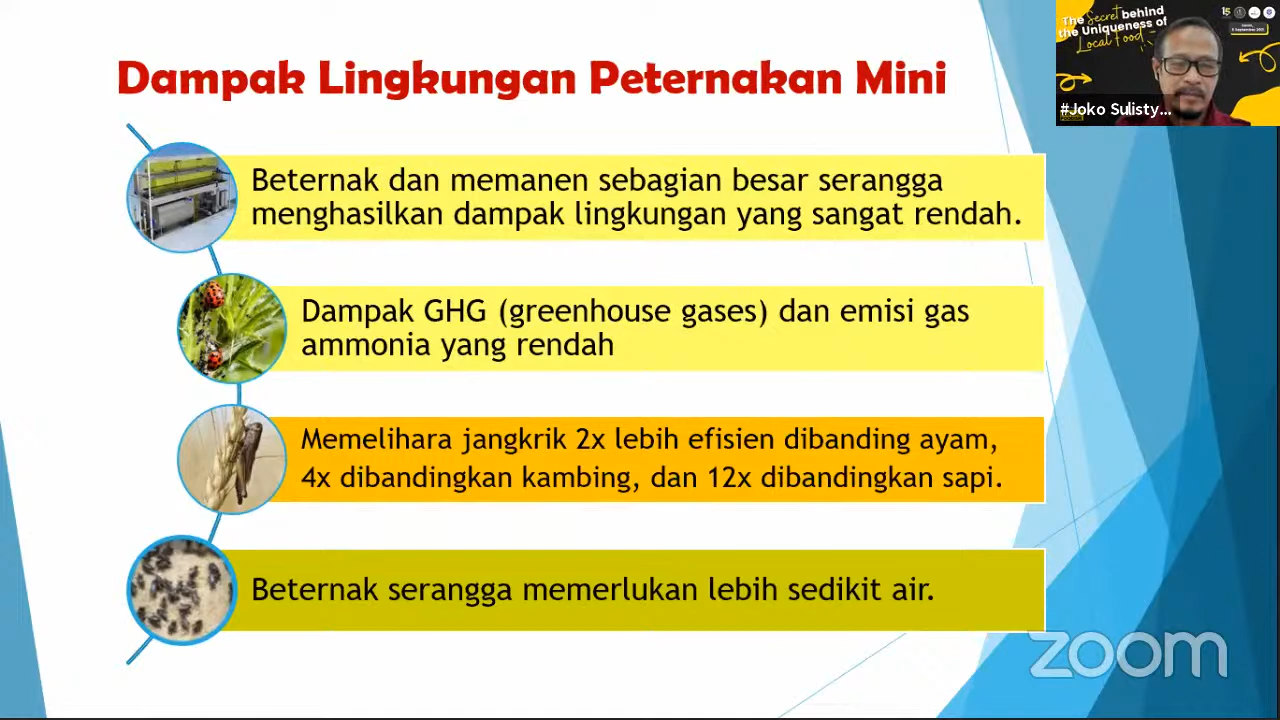 Dampak Lingkungan Peternakan Mini
Beternak dan memanen sebagian besar serangga
menghasilkan dampak lingkungan yang sangat rendah.
Dampak GHG (greenhouse gases) dan emisi gas
ammonia yang rendah
Memelihara jangkrik 2x lebih efisien dibanding ayam,
4x dibandingkan kambing, dan 12x dibandingkan sapi.
Beternak serangga memerlukan lebih sedikit air.
The Secret behind
the Uniqueness of
Local Food
#Joko Sulisty...
zoom